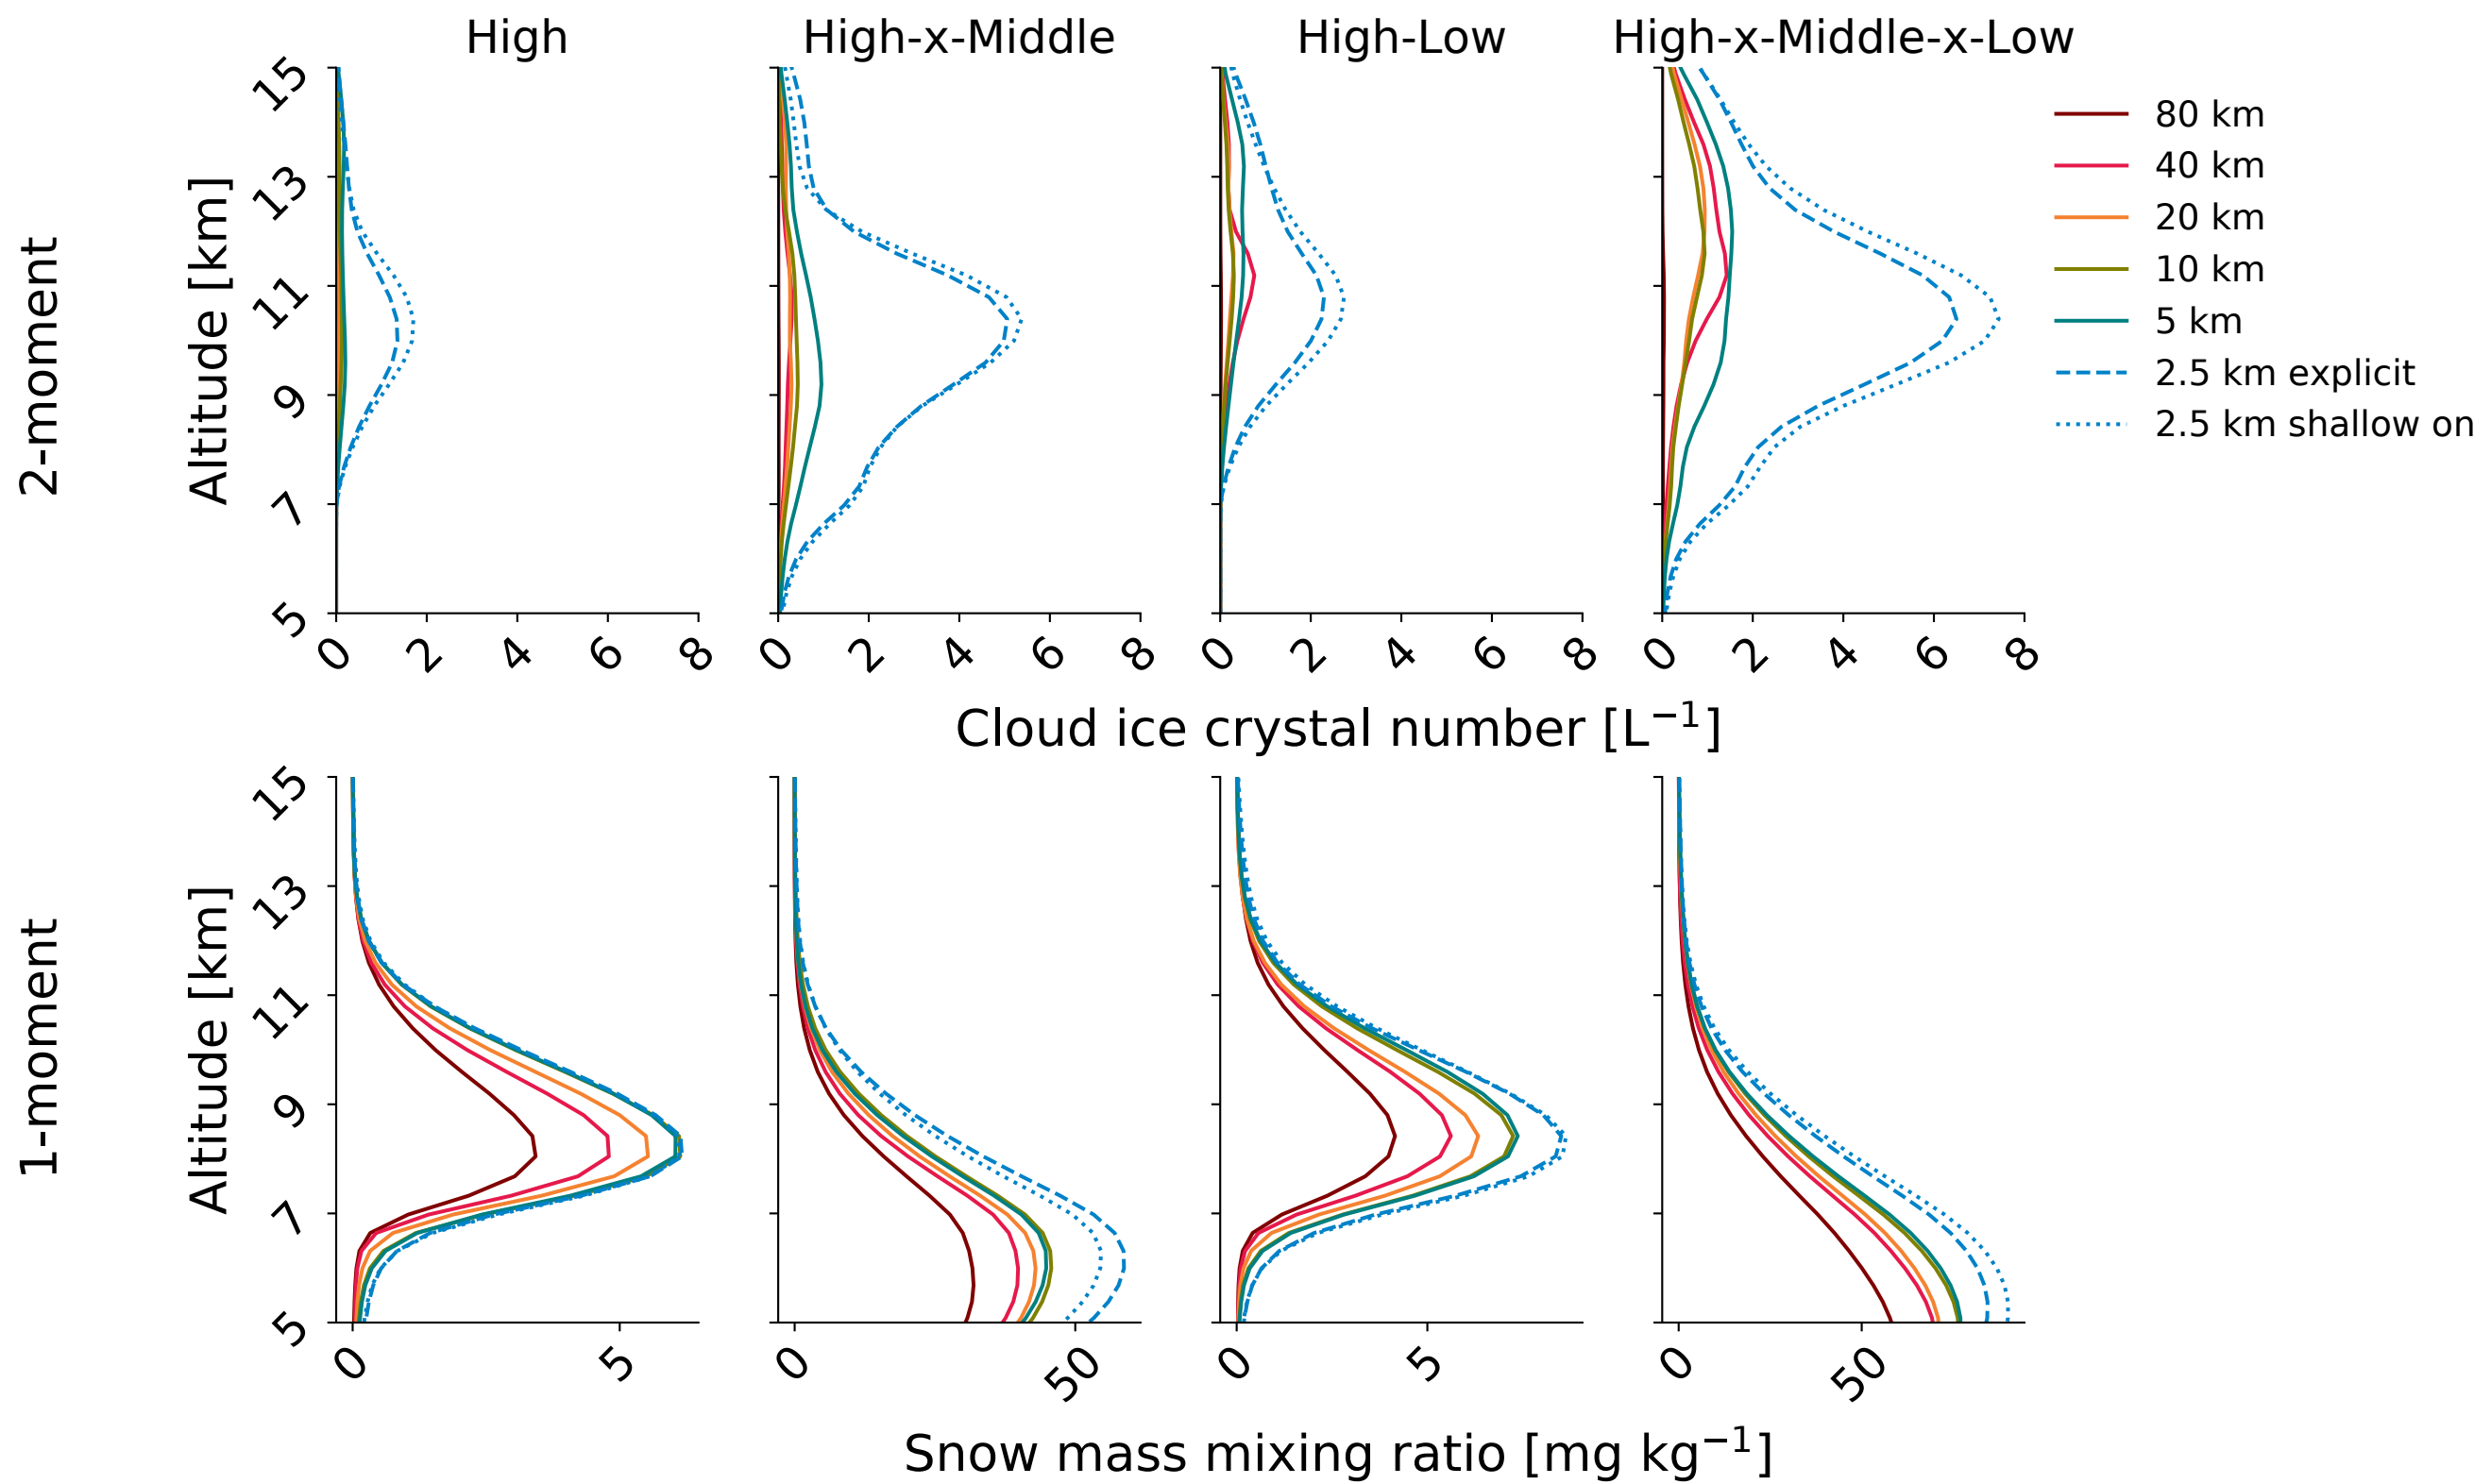 High High-x-Middle High-Low High-x-Middle-x-Low
2-moment
Altitude [km]
15
13
11
9
7
5
0 2 4 6 8
0 2 4 6 8
0 2 4 6 8
0 2 4 6 8
80 km
40 km
20 km
10 km
5 km
2.5 km explicit
2.5 km shallow on
Cloud ice crystal number [L⁻¹]
1-moment
Altitude [km]
15
13
11
9
7
5
0 5
0 50
0 5
0 50
Snow mass mixing ratio [mg kg⁻¹]